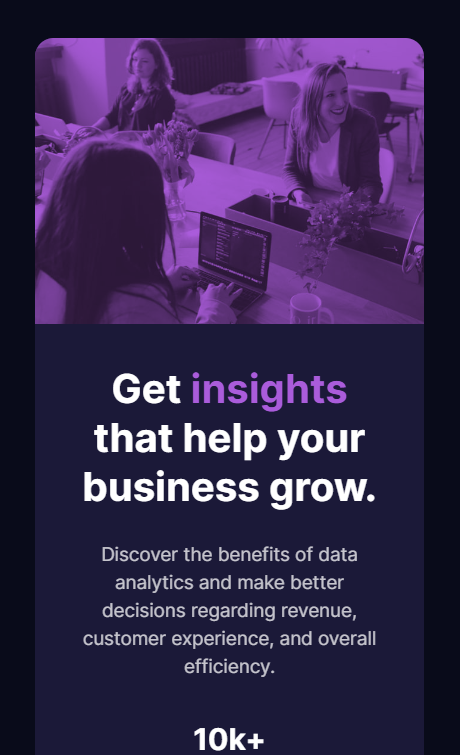 Get insights
that help your
business grow.
Discover the benefits of data
analytics and make better
decisions regarding revenue,
customer experience, and overall
efficiency.
10k+